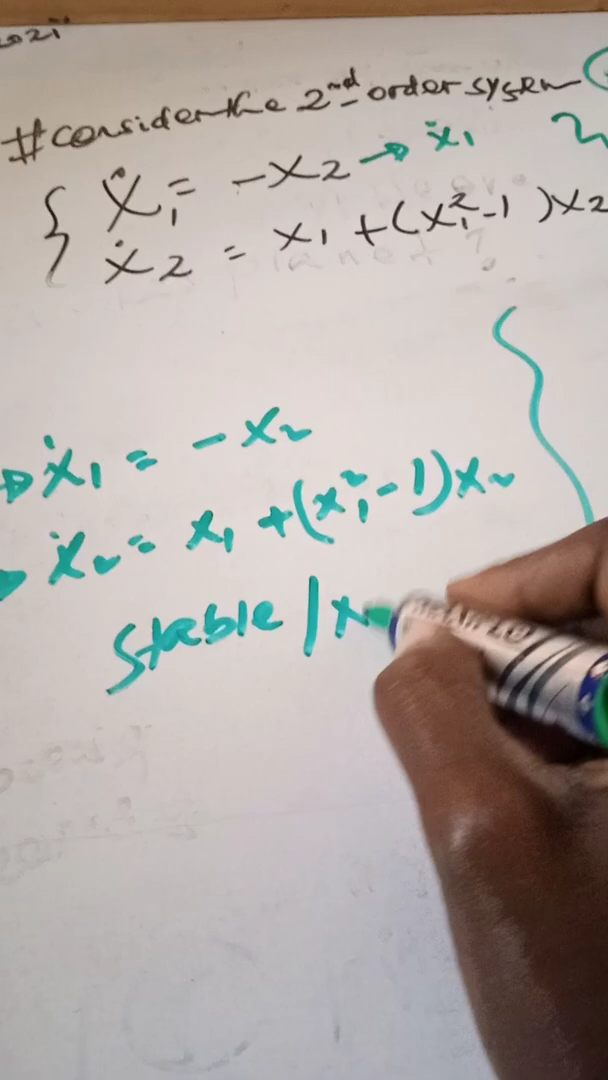 2021
#consider the 2nd order system
{ ẋ₁ = -x₂ → ẋ₁
ẋ₂ = x₁ + (x₁²-1)x₂
→ẋ₁ = -x₂
ẋ₂ = x₁ + (x₁²-1)x₂
Stable / x